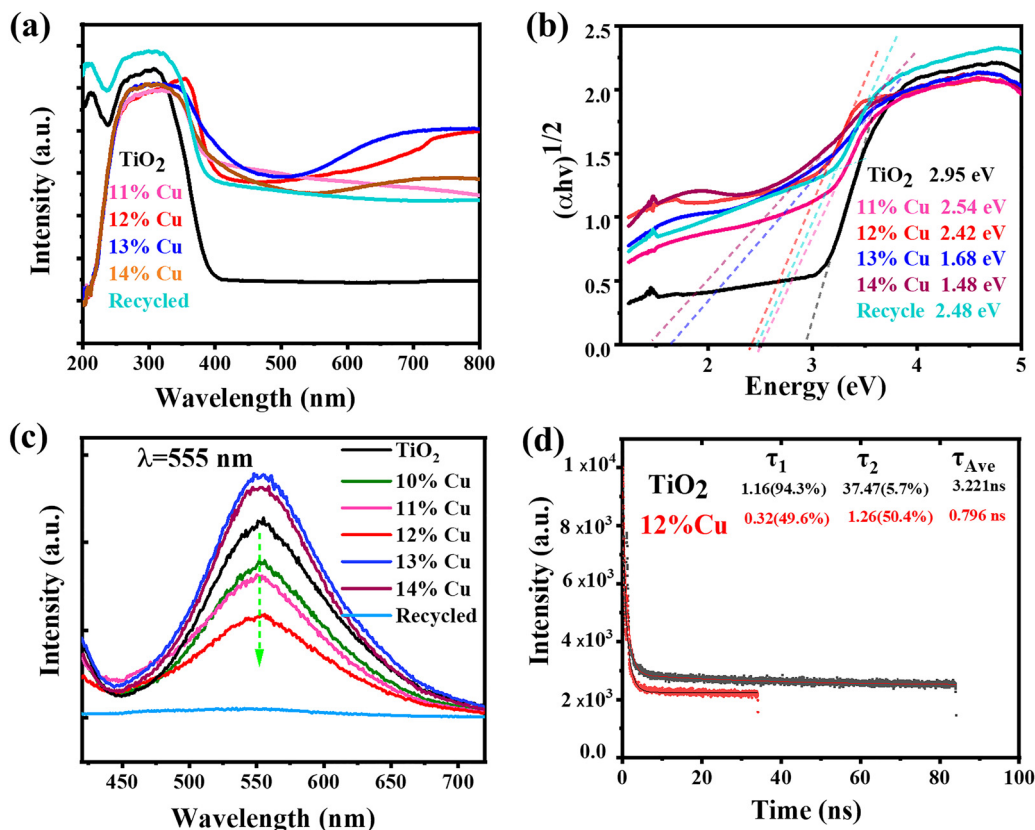 (a)
Intensity (a.u.)
TiO2
11% Cu
12% Cu
13% Cu
14% Cu
Recycled
200 300 400 500 600 700 800
Wavelength (nm)
(b)
(αhv)1/2
2.5
2.0
1.5
1.0
0.5
0.0
TiO2 2.95 eV
11% Cu 2.54 eV
12% Cu 2.42 eV
13% Cu 1.68 eV
14% Cu 1.48 eV
Recycle 2.48 eV
2 3 4 5
Energy (eV)
(c)
λ=555 nm
Intensity (a.u.)
TiO2
10% Cu
11% Cu
12% Cu
13% Cu
14% Cu
Recycled
450 500 550 600 650 700
Wavelength (nm)
(d)
Intensity (a.u.)
1 x10⁴
8 x10³
6 x10³
4 x10³
2 x10³
0.0
τ1 τ2 τAve
TiO2 1.16(94.3%) 37.47(5.7%) 3.221ns
12%Cu 0.32(49.6%) 1.26(50.4%) 0.796 ns
0 20 40 60 80 100
Time (ns)